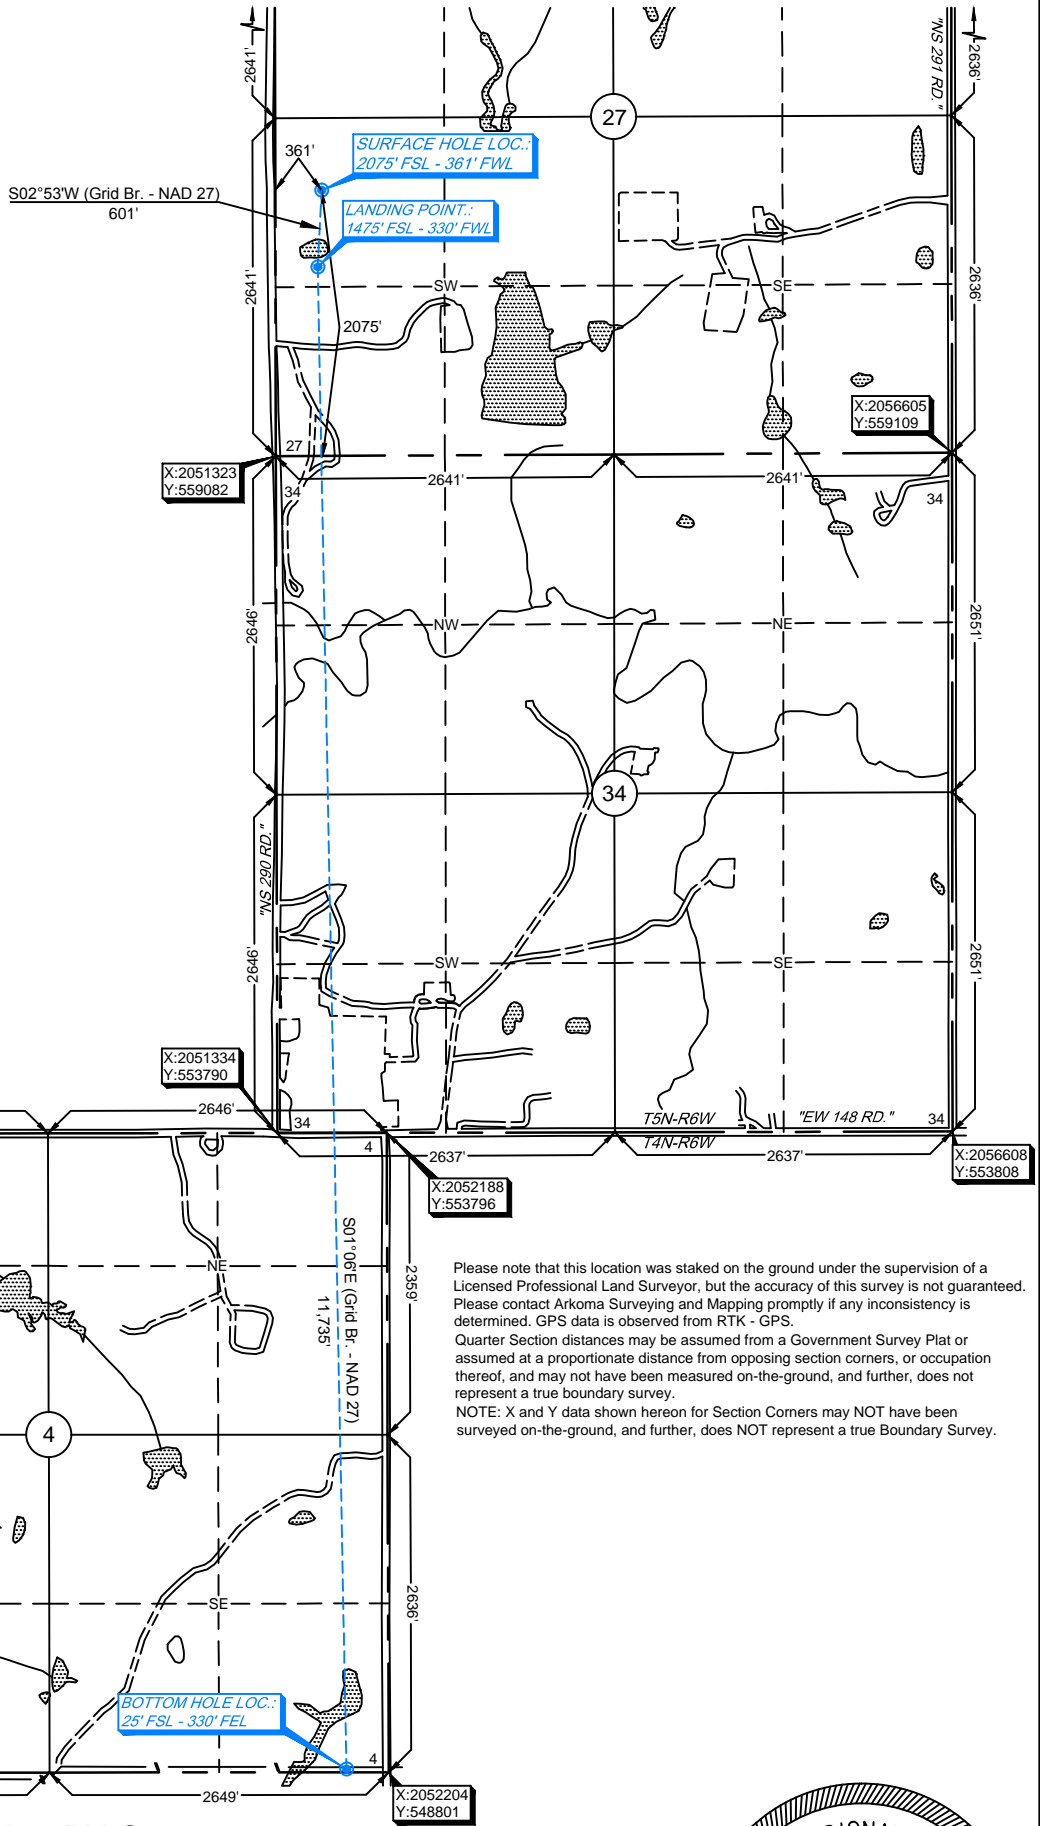 2641'
"NS 291 RD."
2636'
27
361'
SURFACE HOLE LOC.:
2075' FSL - 361' FWL
S02°53'W (Grid Br. - NAD 27)
601'
LANDING POINT.:
1475' FSL - 330' FWL
2641'
SW
SE
2636'
2075'
X:2056605
Y:559109
27
X:2051323
Y:559082
2641'
2641'
34
34
2646'
NW
NE
2651'
34
"NS 290 RD."
2646'
SW
SE
2651'
X:2051334
Y:553790
2646'
34
T5N-R6W
"EW 148 RD."
34
4
T4N-R6W
2637'
2637'
X:2056608
Y:553808
X:2052188
Y:553796
S01°06'E (Grid Br. - NAD 27)
11,735'
NE
2359'
Please note that this location was staked on the ground under the supervision of a
Licensed Professional Land Surveyor, but the accuracy of this survey is not guaranteed.
Please contact Arkoma Surveying and Mapping promptly if any inconsistency is
determined. GPS data is observed from RTK - GPS.
Quarter Section distances may be assumed from a Government Survey Plat or
assumed at a proportionate distance from opposing section corners, or occupation
thereof, and may not have been measured on-the-ground, and further, does not
represent a true boundary survey.
NOTE: X and Y data shown hereon for Section Corners may NOT have been
surveyed on-the-ground, and further, does NOT represent a true Boundary Survey.
4
SE
2636'
BOTTOM HOLE LOC.:
25' FSL - 330' FEL
4
2649'
X:2052204
Y:548801